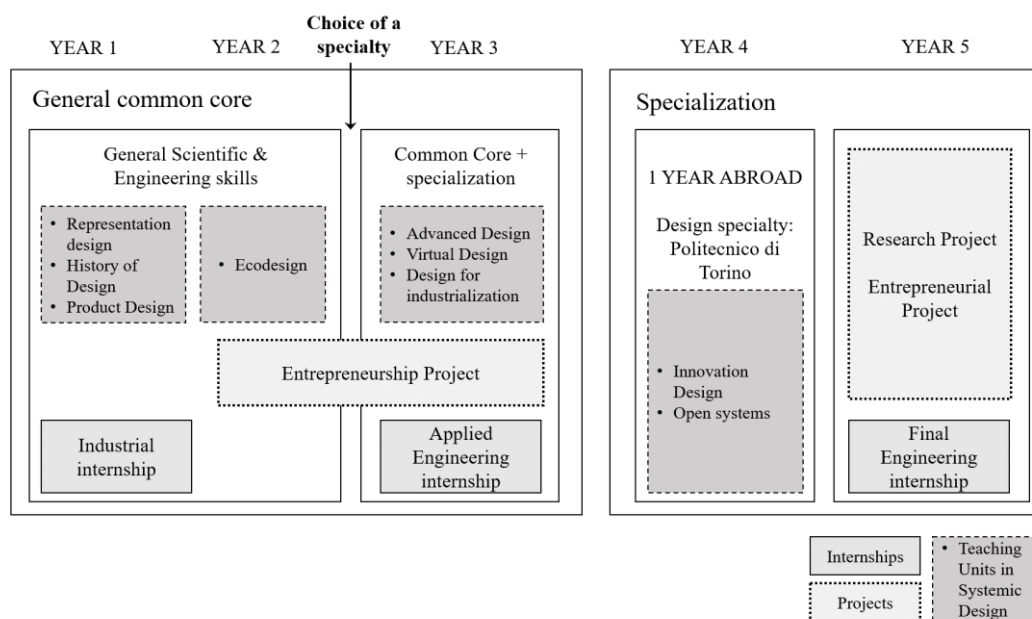 Choice of a
specialty
YEAR 1
YEAR 2
YEAR 3
YEAR 4
YEAR 5
General common core
General Scientific &
Engineering skills
• Representation
design
• History of
Design
• Product Design
• Ecodesign
Common Core +
specialization
• Advanced Design
• Virtual Design
• Design for
industrialization
Entrepreneurship Project
Industrial
internship
Applied
Engineering
internship
Specialization
1 YEAR ABROAD
Design specialty:
Politecnico di
Torino
• Innovation
Design
• Open systems
Research Project
Entrepreneurial
Project
Final
Engineering
internship
Internships
Projects
• Teaching
Units in
Systemic
Design